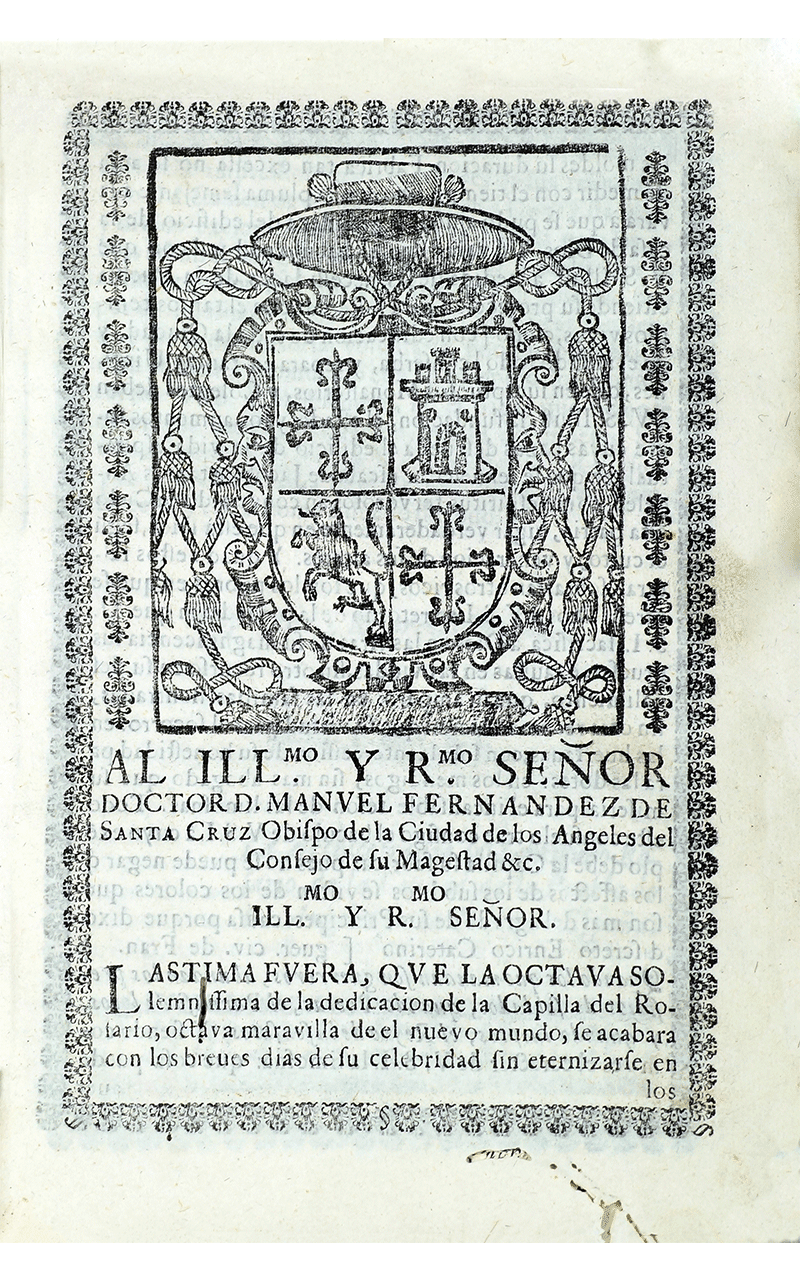 AL ILL.ᴹᴼ Y R.ᴹᴼ SEÑOR
DOCTOR D. MANVEL FERNANDEZ DE
SANTA CRUZ Obiſpo de la Ciudad de los Angeles del
Conſejo de ſu Mageſtad &c.
MO MO
ILL. Y R. SEÑOR.
LASTIMA FVERA, QVE LA OCTAVA SO-
lemniſſima de la dedicacion de la Capilla del Ro-
ſario, octava maravilla de el nuevo mundo, ſe acabara
con los breues dias de ſu celebridad ſin eternizarſe en
los